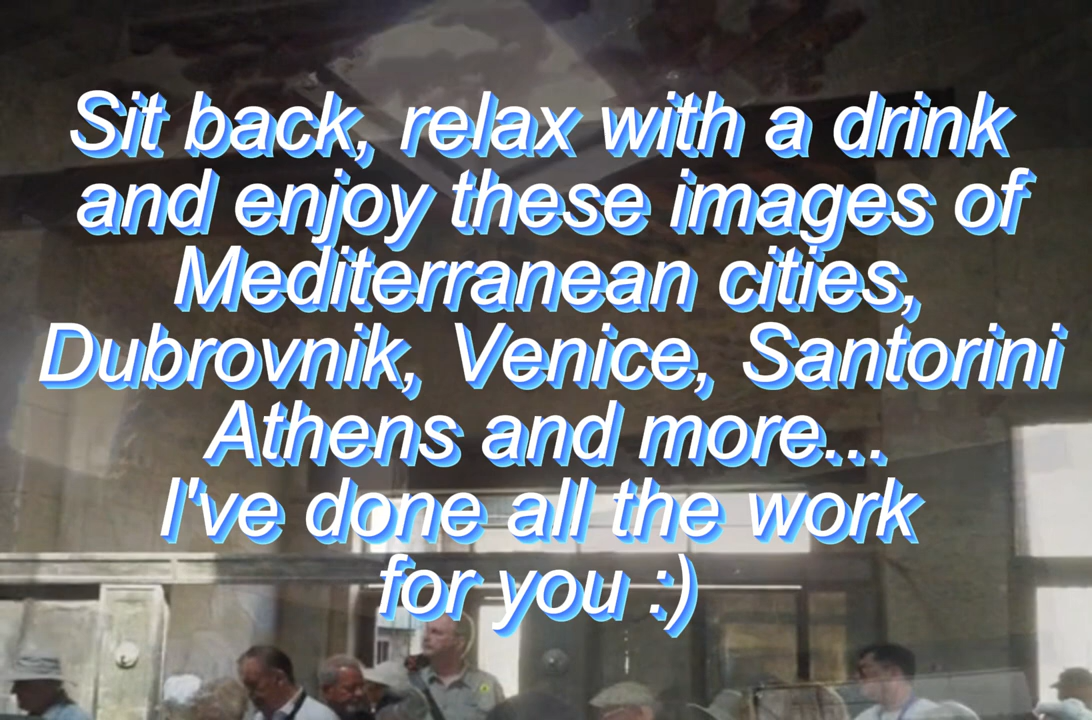 Sit back, relax with a drink
and enjoy these images of
Mediterranean cities,
Dubrovnik, Venice, Santorini
Athens and more...
I've done all the work
for you :)